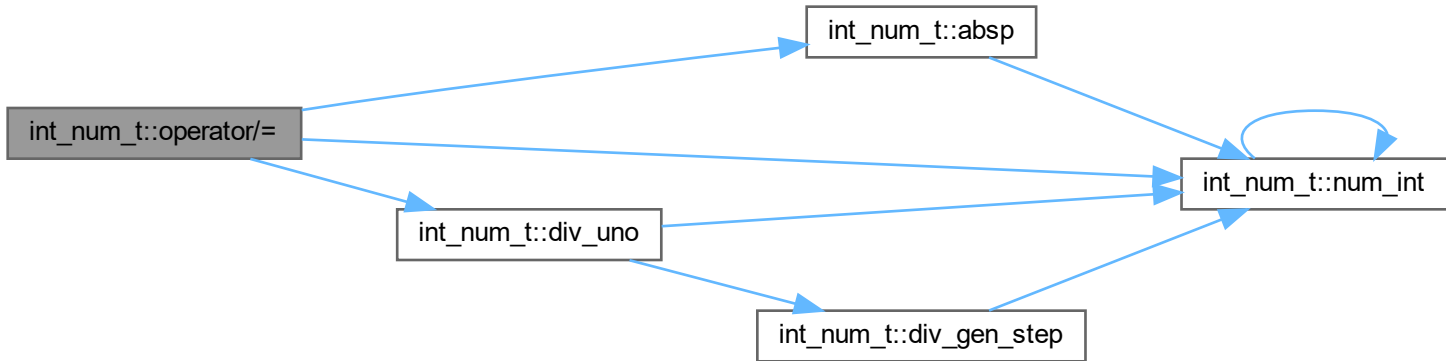 int_num_t::absp
int_num_t::operator/=
int_num_t::num_int
int_num_t::div_uno
int_num_t::div_gen_step